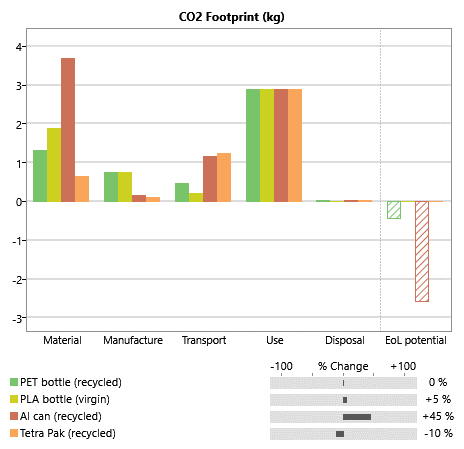 CO2 Footprint (kg)
4
3
2
1
0
-1
-2
-3
Material Manufacture Transport Use Disposal EoL potential
-100 % Change +100
PET bottle (recycled) 0 %
PLA bottle (virgin) +5 %
Al can (recycled) +45 %
Tetra Pak (recycled) -10 %